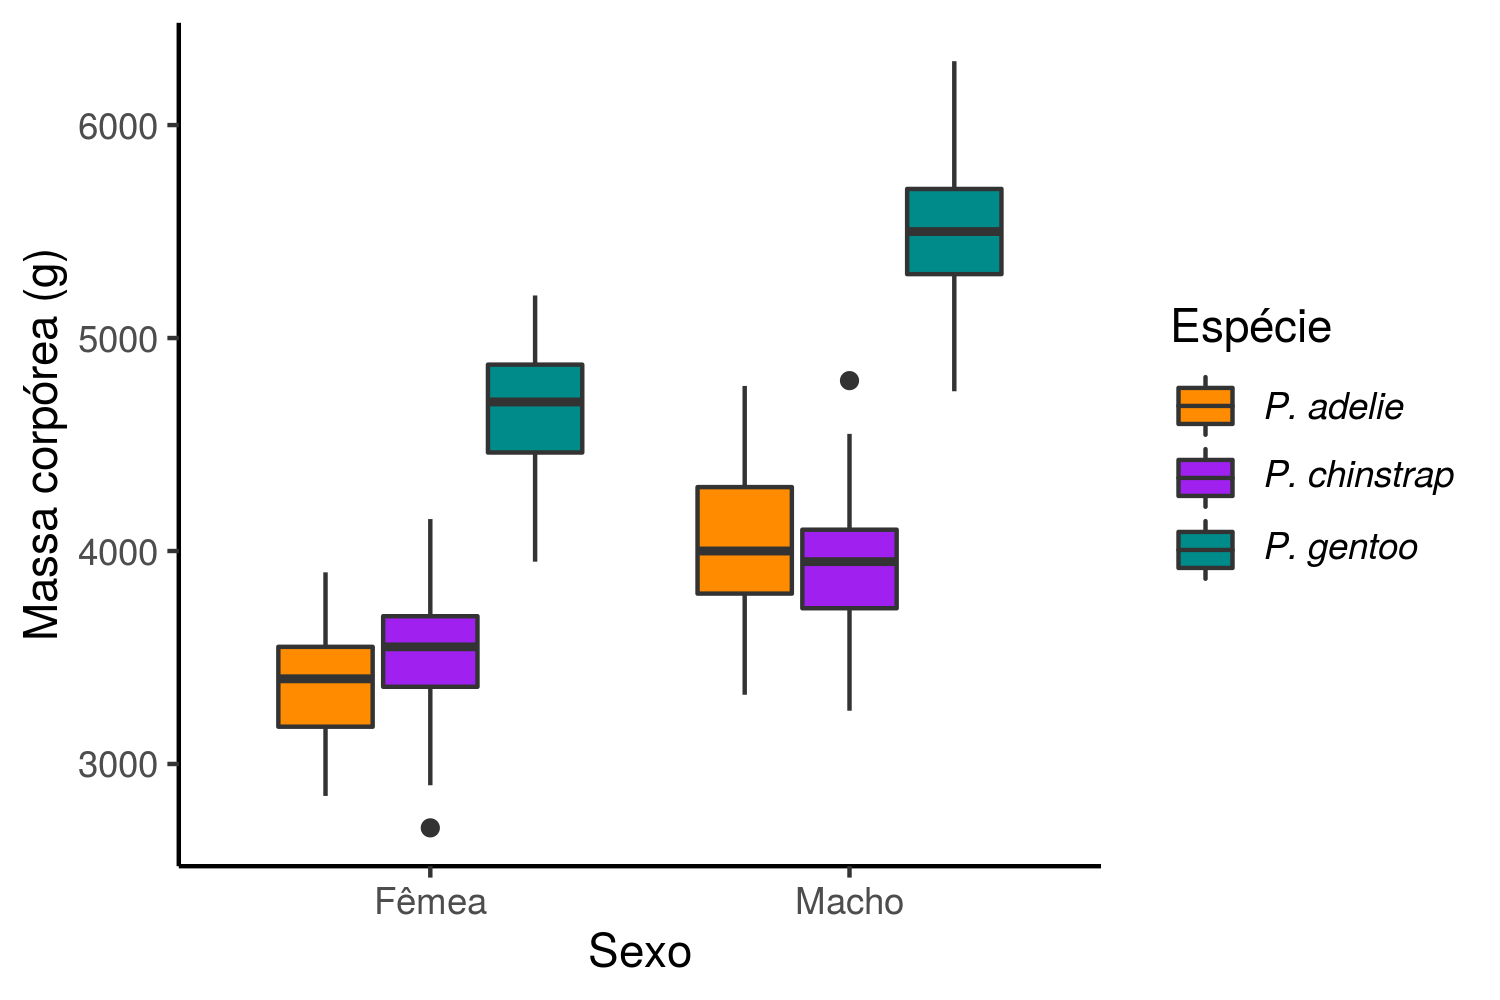 Massa corpórea (g)
6000
5000
4000
3000
Fêmea
Macho
Sexo
Espécie
P. adelie
P. chinstrap
P. gentoo